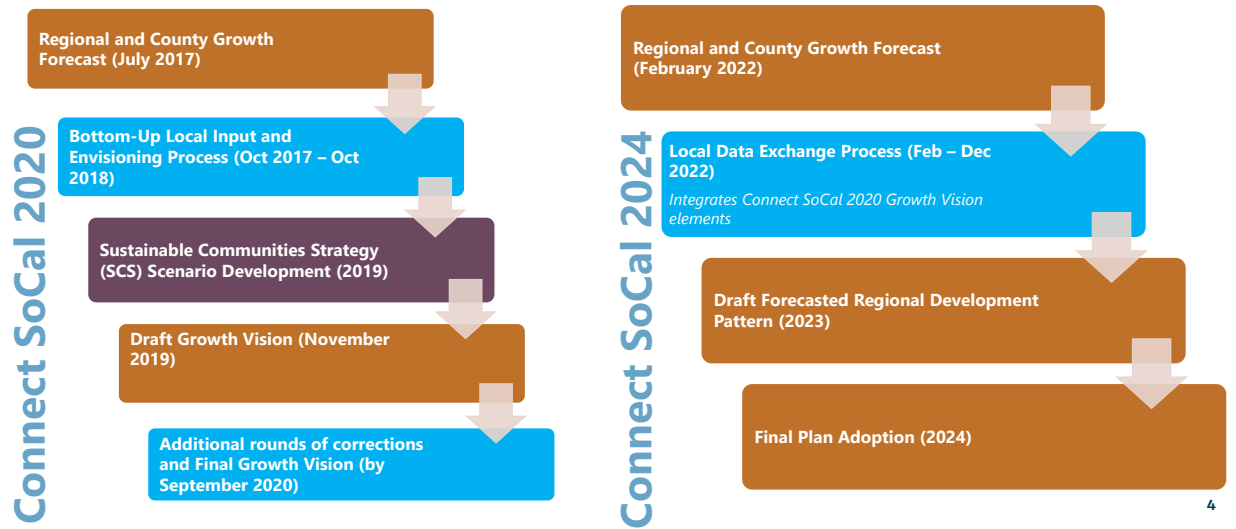 Connect SoCal 2020
Regional and County Growth
Forecast (July 2017)
Bottom-Up Local Input and
Envisioning Process (Oct 2017 – Oct
2018)
Sustainable Communities Strategy
(SCS) Scenario Development (2019)
Draft Growth Vision (November
2019)
Additional rounds of corrections
and Final Growth Vision (by
September 2020)
Connect SoCal 2024
Regional and County Growth Forecast
(February 2022)
Local Data Exchange Process (Feb – Dec
2022)
Integrates Connect SoCal 2020 Growth Vision
elements
Draft Forecasted Regional Development
Pattern (2023)
Final Plan Adoption (2024)
4